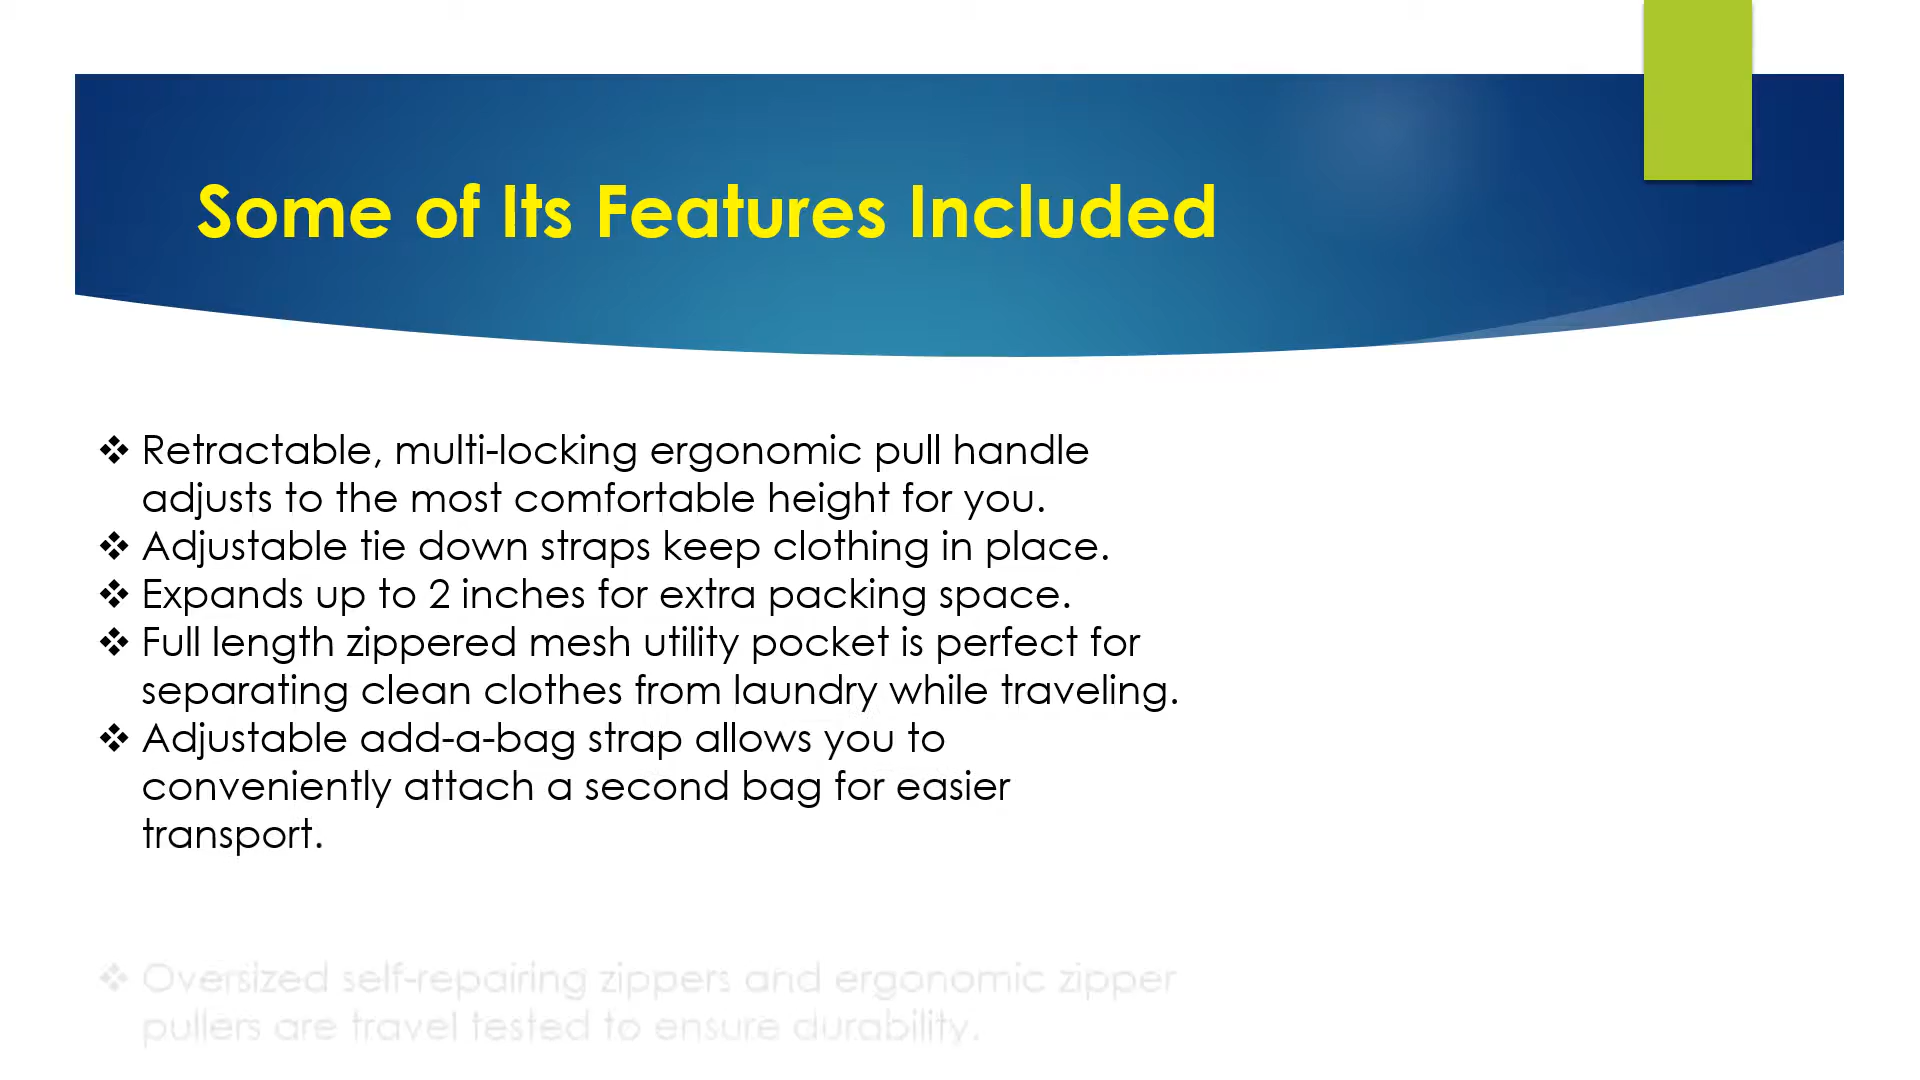 Some of Its Features Included
❖ Retractable, multi-locking ergonomic pull handle
adjusts to the most comfortable height for you.
❖ Adjustable tie down straps keep clothing in place.
❖ Expands up to 2 inches for extra packing space.
❖ Full length zippered mesh utility pocket is perfect for
separating clean clothes from laundry while traveling.
❖ Adjustable add-a-bag strap allows you to
conveniently attach a second bag for easier
transport.
❖ Oversized self-repairing zippers and ergonomic zipper
pullers are travel tested to ensure durability.